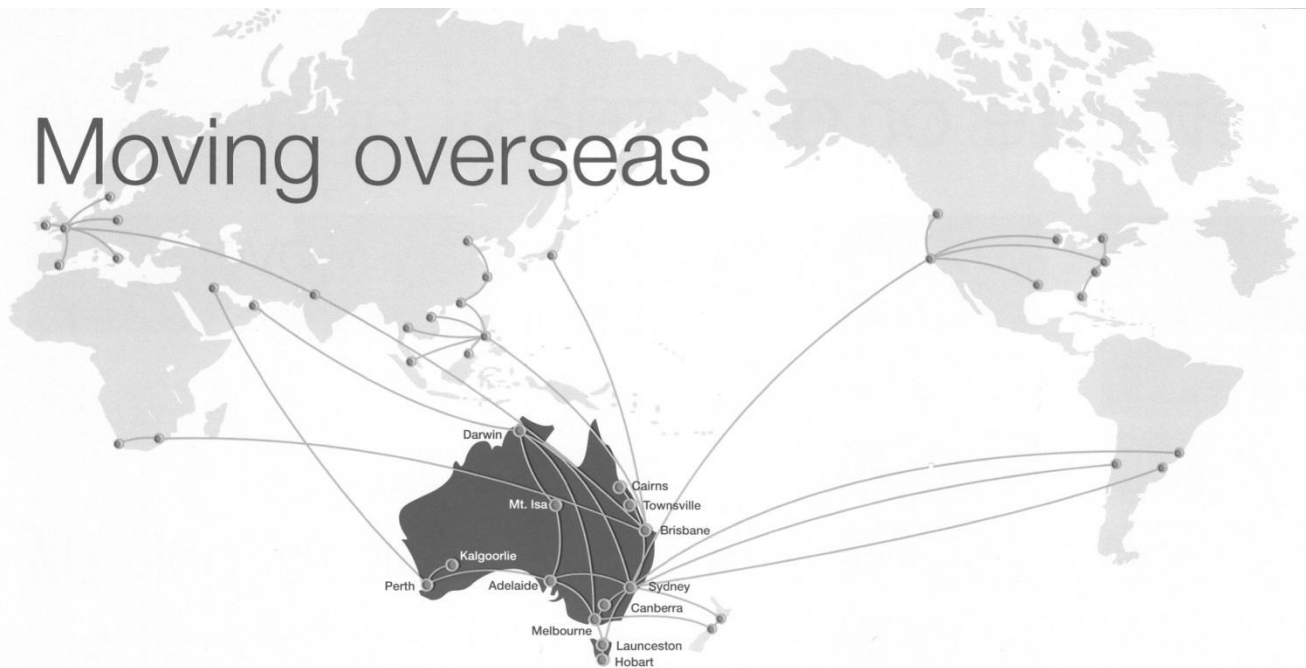 Moving overseas
Darwin
Cairns
Mt. Isa
Townsville
Brisbane
Kalgoorlie
Perth
Adelaide
Sydney
Canberra
Melbourne
Launceston
Hobart